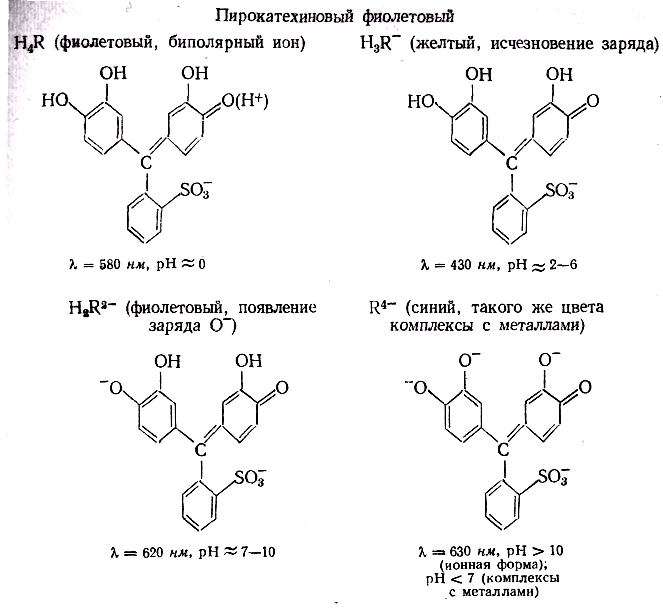 Пирокатехиновый фиолетовый
H₄R (фиолетовый, биполярный ион)
H₃R⁻ (желтый, исчезновение заряда)
OH OH
HO O(H⁺)
C
SO₃⁻
λ = 580 нм, pH ≈ 0
OH OH
HO O
C
SO₃⁻
λ = 430 нм, pH ≈ 2—6
H₂R²⁻ (фиолетовый, появление
заряда O⁻)
R⁴⁻ (синий, такого же цвета
комплексы с металлами)
OH OH
⁻O O
C
SO₃⁻
λ = 620 нм, pH ≈ 7—10
O⁻ O⁻
⁻O O
C
SO₃⁻
λ = 630 нм, pH > 10
(ионная форма);
pH < 7 (комплексы
с металлами)